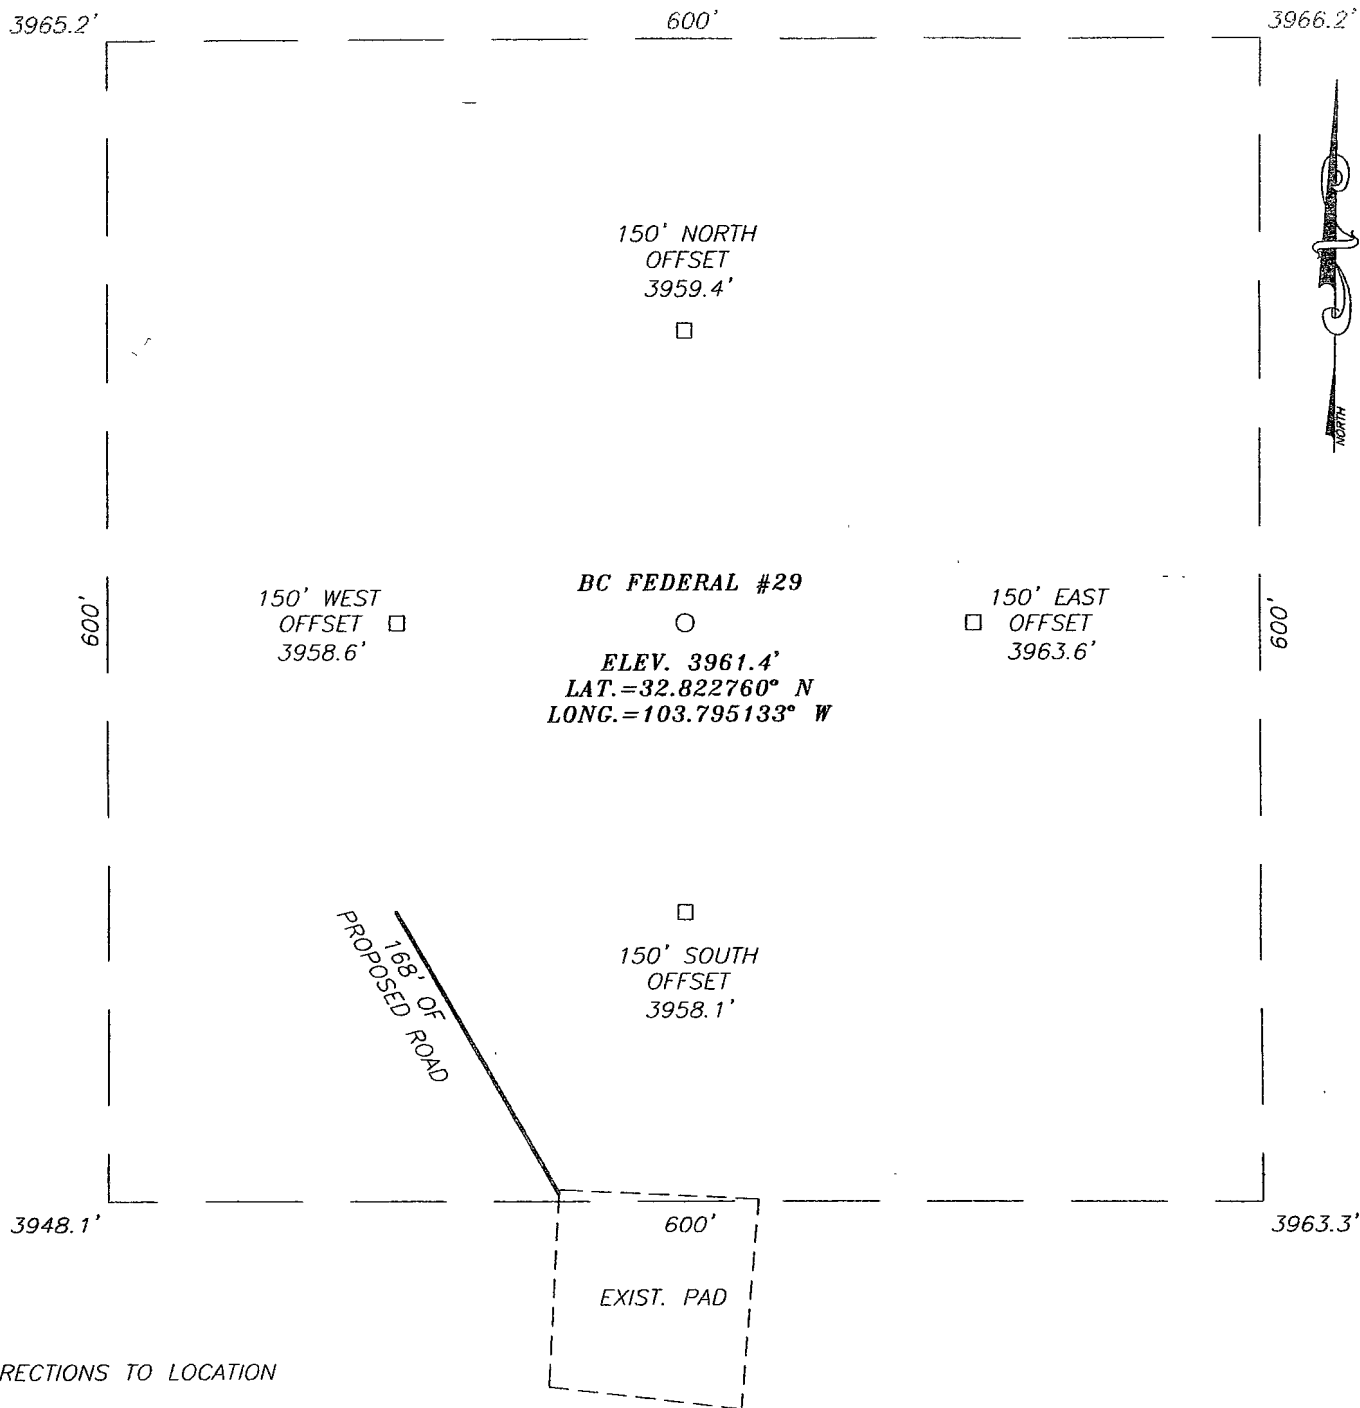 3965.2'
600'
3966.2'
150' NORTH
OFFSET
3959.4'
NORTH
600'
150' WEST
OFFSET
3958.6'
BC FEDERAL #29
ELEV. 3961.4'
LAT.=32.822760° N
LONG.=103.795133° W
150' EAST
OFFSET
3963.6'
600'
168' OF
PROPOSED ROAD
150' SOUTH
OFFSET
3958.1'
3948.1'
600'
3963.3'
EXIST. PAD
RECTIONS TO LOCATION